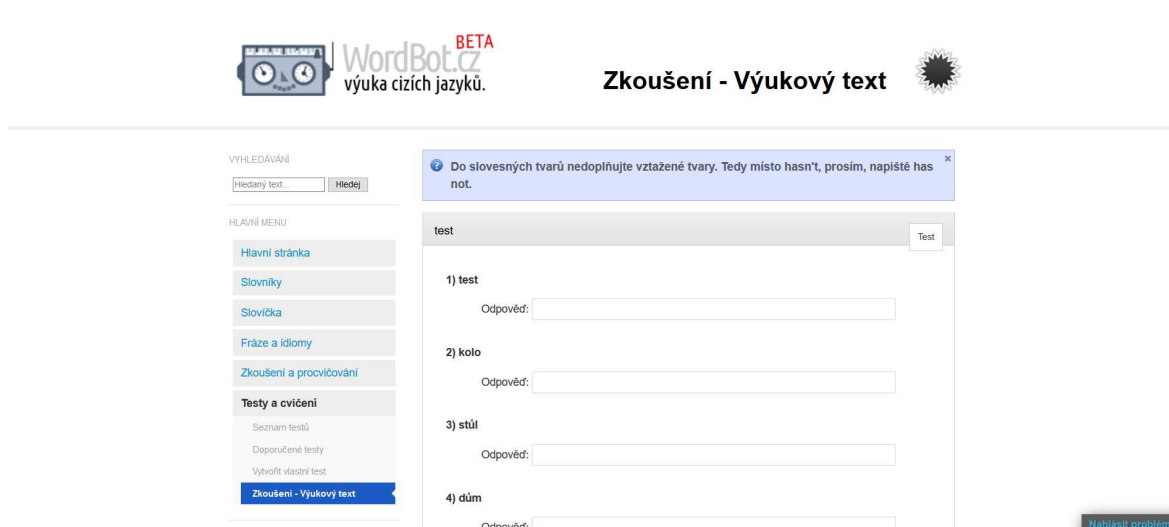 WordBot.cz BETA
výuka cizích jazyků.
Zkoušení - Výukový text
VYHLEDÁVÁNÍ
Hledaný text... Hledej
HLAVNÍ MENU
Hlavní stránka
Slovníky
Slovíčka
Fráze a idiomy
Zkoušení a procvičování
Testy a cvičení
Seznam testů
Doporučené testy
Vytvořit vlastní test
Zkoušení - Výukový text
Do slovesných tvarů nedoplňujte vztažené tvary. Tedy místo hasn't, prosím, napiště has
not.
test
Test
1) test
Odpověď:
2) kolo
Odpověď:
3) stůl
Odpověď:
4) dům
Odpověď:
Nahlásit problém